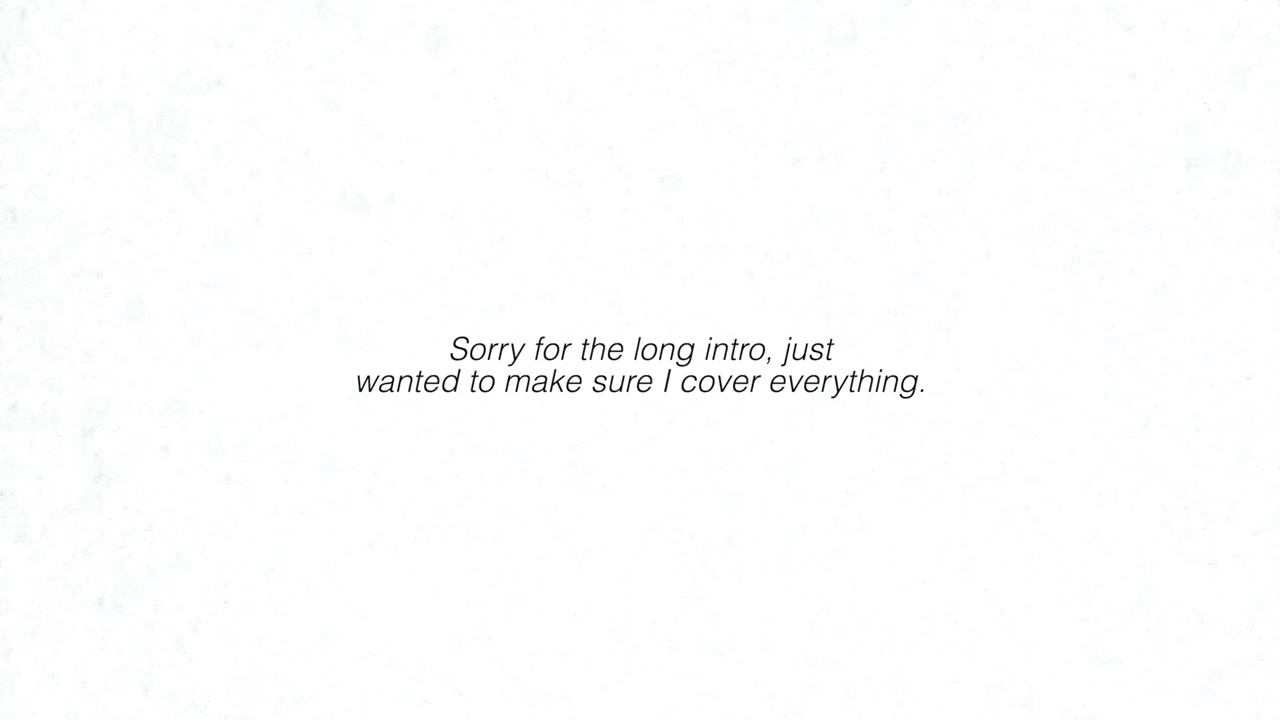 Sorry for the long intro, just
wanted to make sure I cover everything.